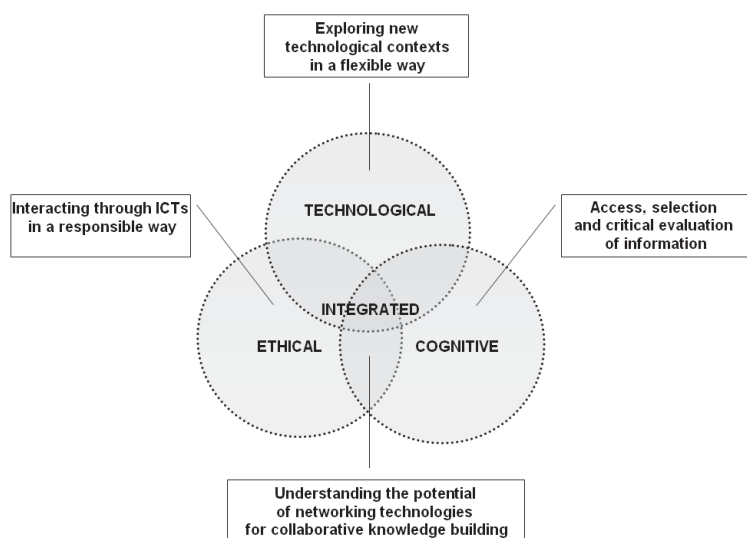 Exploring new
technological contexts
in a flexible way
TECHNOLOGICAL
Interacting through ICTs
in a responsible way
Access, selection
and critical evaluation
of information
INTEGRATED
ETHICAL
COGNITIVE
Understanding the potential
of networking technologies
for collaborative knowledge building